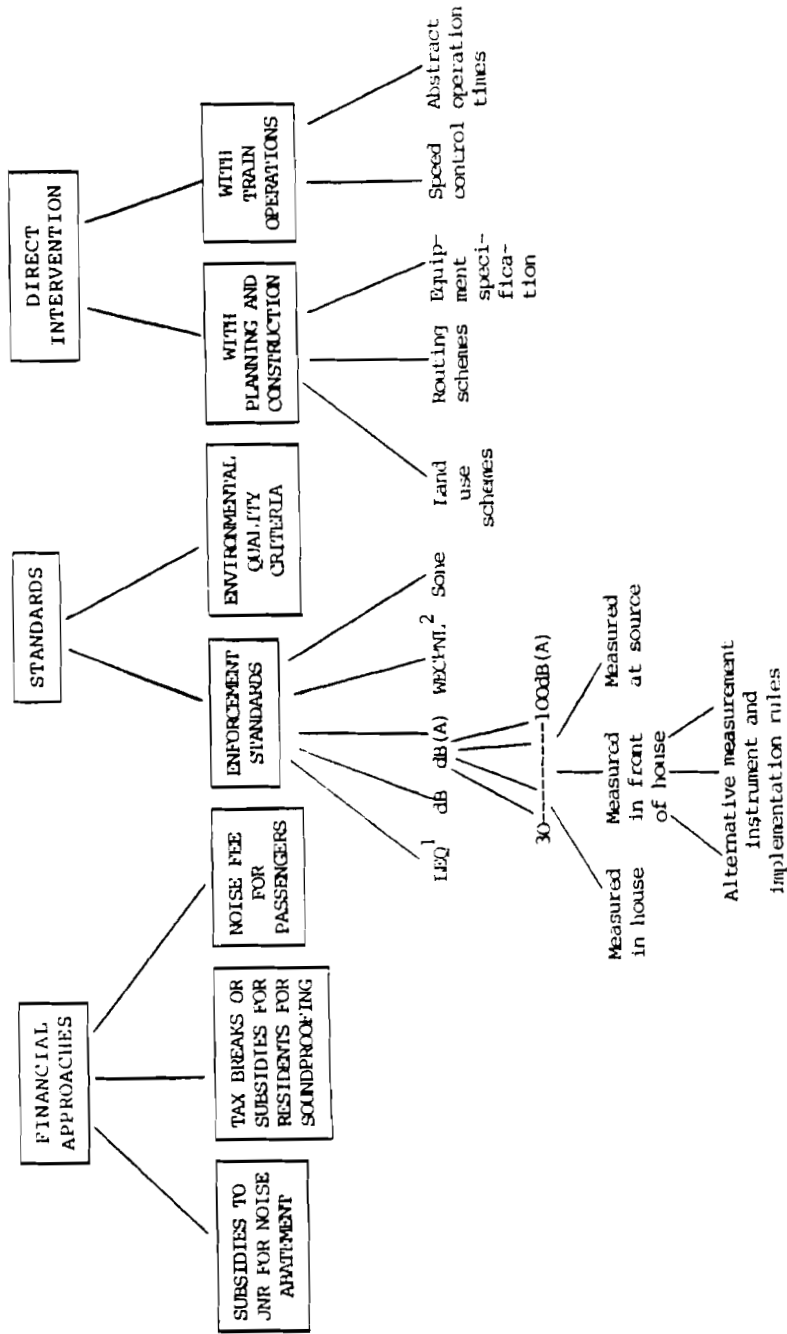 FINANCIAL
APPROACHES
STANDARDS
DIRECT
INTERVENTION
SUBSIDIES TO
JNR FOR NOISE
ABATEMENT
TAX BREAKS OR
SUBSIDIES FOR
RESIDENTS FOR
SOUNDPROOFING
NOISE FEE
FOR
PASSENGERS
ENFORCEMENT
STANDARDS
ENVIRONMENTAL
QUALITY
CRITERIA
WITH
PLANNING AND
CONSTRUCTION
WITH
TRAIN
OPERATIONS
LEQ¹
dB
dB(A)
WECPNL²
Sone
Land
use
schemes
Routing
schemes
Equip-
ment
speci-
fica-
tion
Speed
control
Abstract
operation
times
30----------100dB(A)
Measured
in house
Measured
in front
of house
Measured
at source
Alternative measurement
instrument and
implementation rules